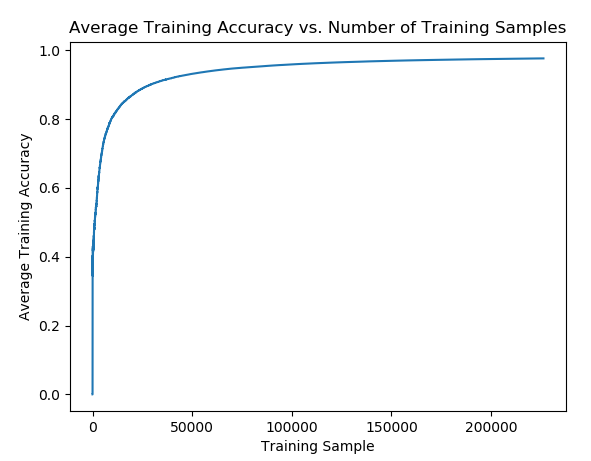 Average Training Accuracy vs. Number of Training Samples
1.0
0.8
0.6
0.4
0.2
0.0
Average Training Accuracy
0 50000 100000 150000 200000
Training Sample